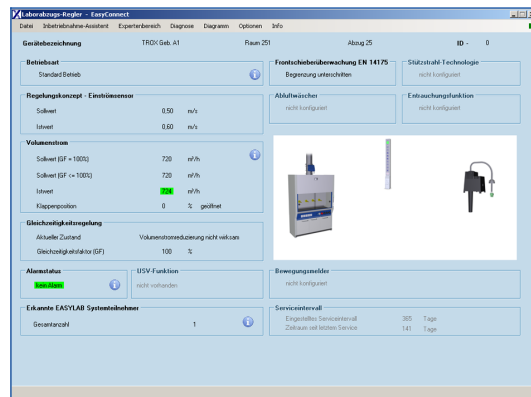 Laborabzugs-Regler - EasyConnect
Datei Inbetriebnahme-Assistent Expertenbereich Diagnose Diagramm Optionen Info
Gerätebezeichnung TROX Geb. A1 Raum 251 Abzug 25 ID - 0
Betriebsart
Standard Betrieb
Frontschieberüberwachung EN 14175
Begrenzung unterschritten
Stützstrahl-Technologie
nicht konfiguriert
Regelungskonzept - Einströmsensor
Sollwert 0,50 m/s
Istwert 0,60 m/s
Abluftwäscher
nicht konfiguriert
Entrauchungsfunktion
nicht konfiguriert
Volumenstrom
Sollwert (GF = 100%) 720 m³/h
Sollwert (GF <= 100%) 720 m³/h
Istwert 724 m³/h
Klappenposition 0 % geöffnet
Gleichzeitigkeitsregelung
Aktueller Zustand Volumenstromreduzierung nicht wirksam
Gleichzeitigkeitsfaktor (GF) 100 %
Alarmstatus
kein Alarm
USV-Funktion
nicht vorhanden
Bewegungsmelder
nicht konfiguriert
Erkannte EASYLAB Systemteilnehmer
Gesamtanzahl 1
Serviceintervall
Eingestelltes Serviceintervall 365 Tage
Zeitraum seit letztem Service 141 Tage